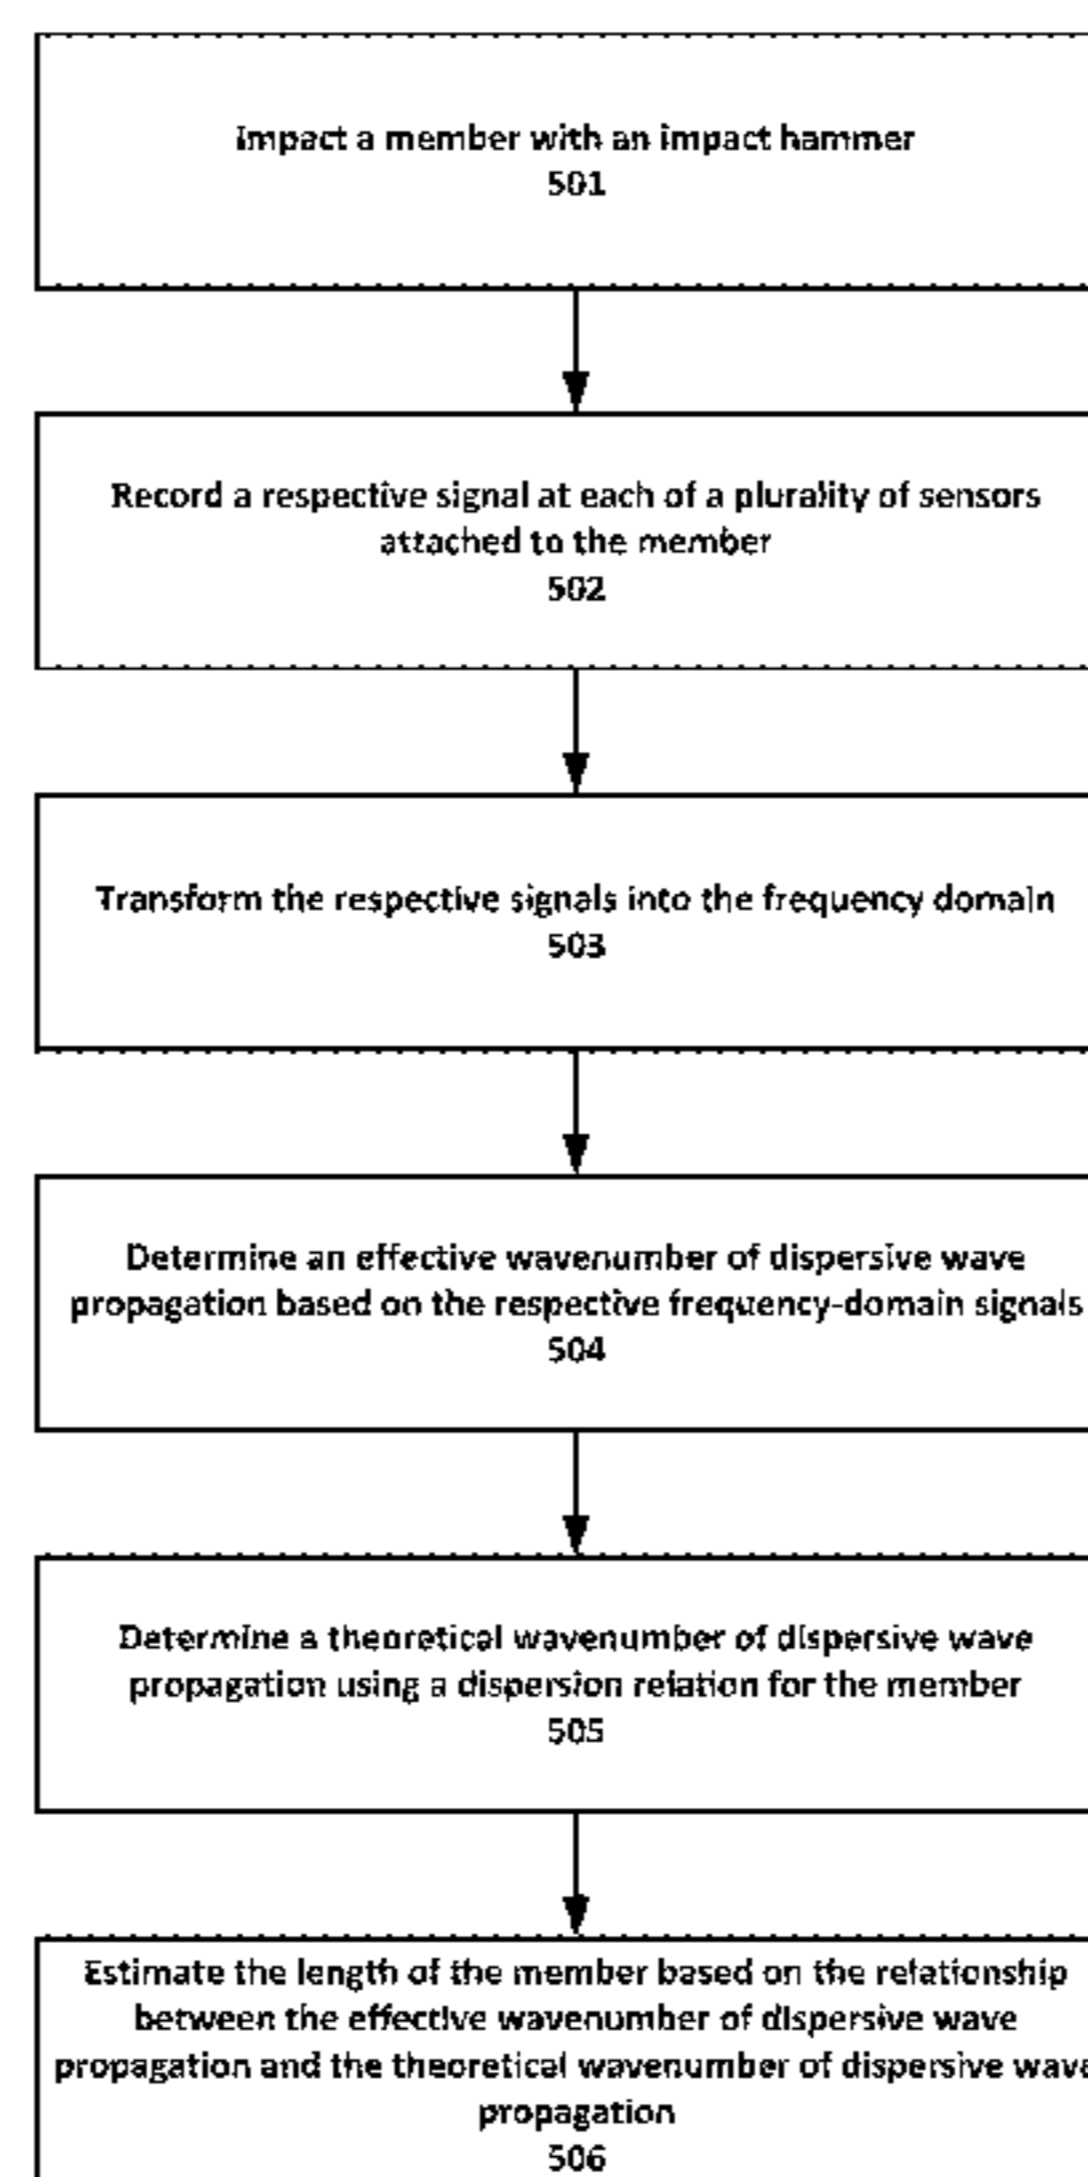 Impact a member with an impact hammer
501
Record a respective signal at each of a plurality of sensors
attached to the member
502
Transform the respective signals into the frequency domain
503
Determine an effective wavenumber of dispersive wave
propagation based on the respective frequency-domain signals
504
Determine a theoretical wavenumber of dispersive wave
propagation using a dispersion relation for the member
505
Estimate the length of the member based on the relationship
between the effective wavenumber of dispersive wave
propagation and the theoretical wavenumber of dispersive wave
propagation
506